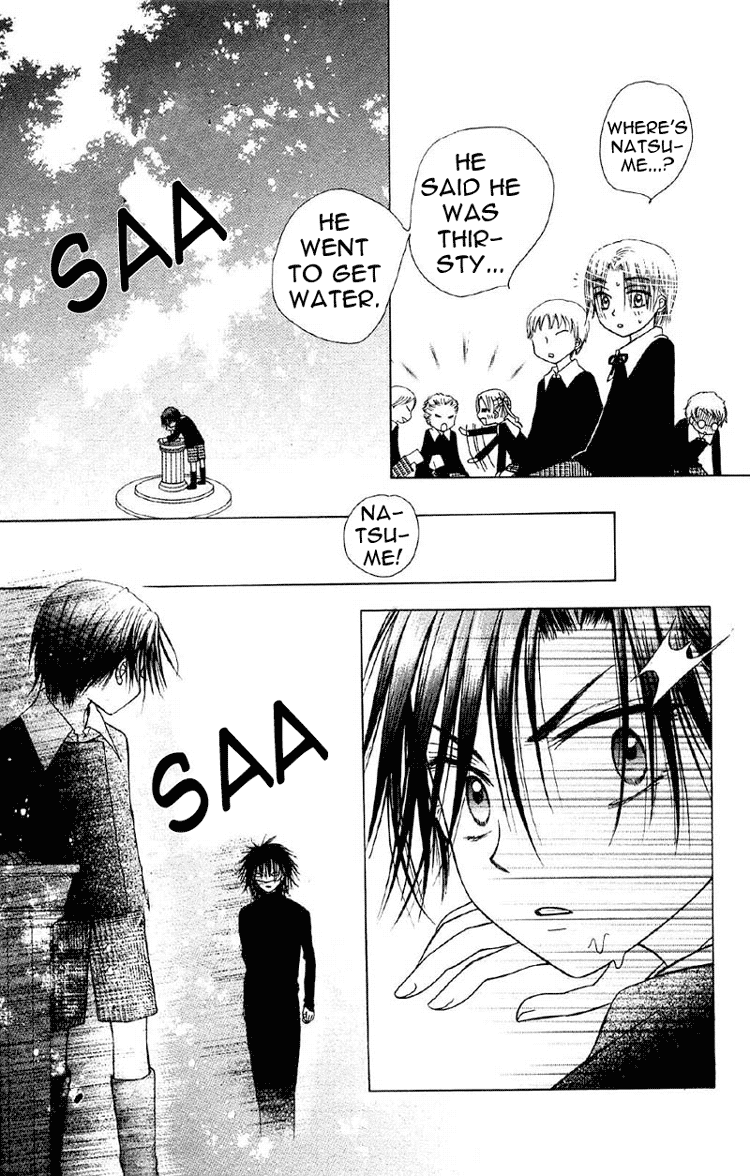 WHERE'S
NATSU-
ME...?
HE
SAID HE
WAS
THIR-
STY...
HE
WENT
TO GET
WATER.
SAA
NA-
TSU-
ME!
SAA